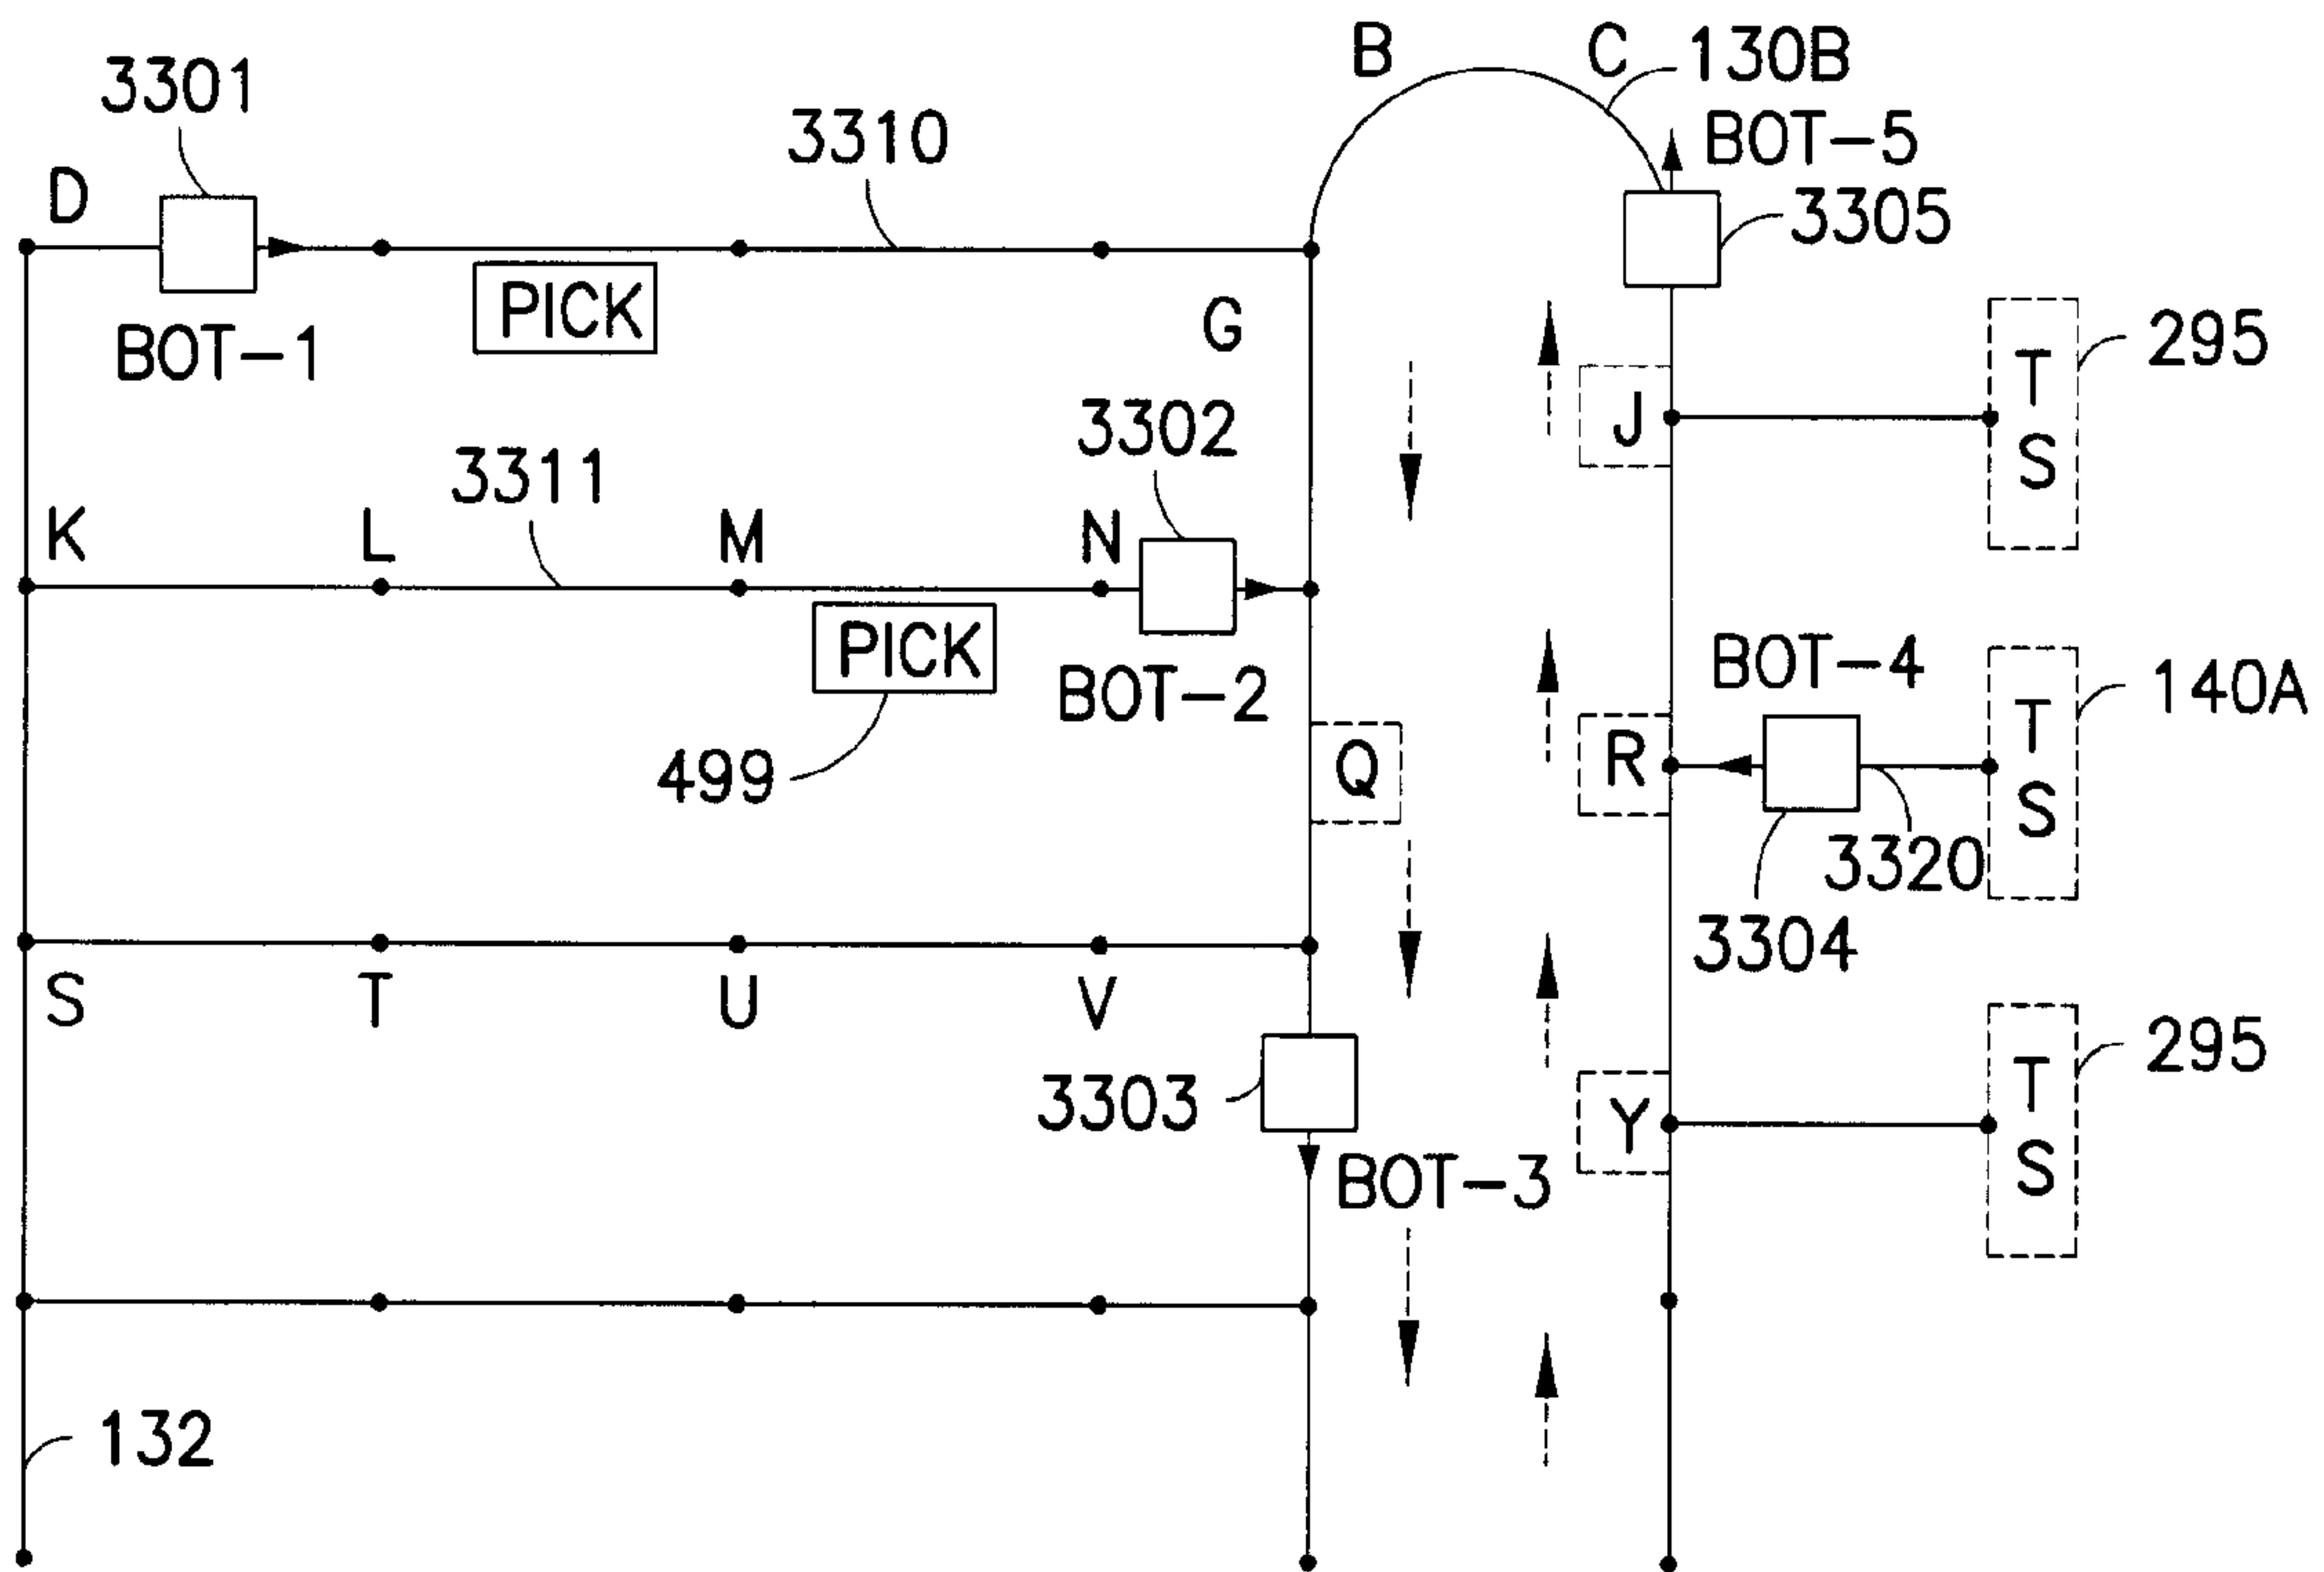 B C 130B
3301
3310
BOT-5
D
3305
PICK
G
BOT-1
295
T
S
J
3302
3311
K L M N
PICK
BOT-2
BOT-4
140A
T
S
499
Q
R
3320
3304
S T U V
295
T
S
3303
Y
BOT-3
132